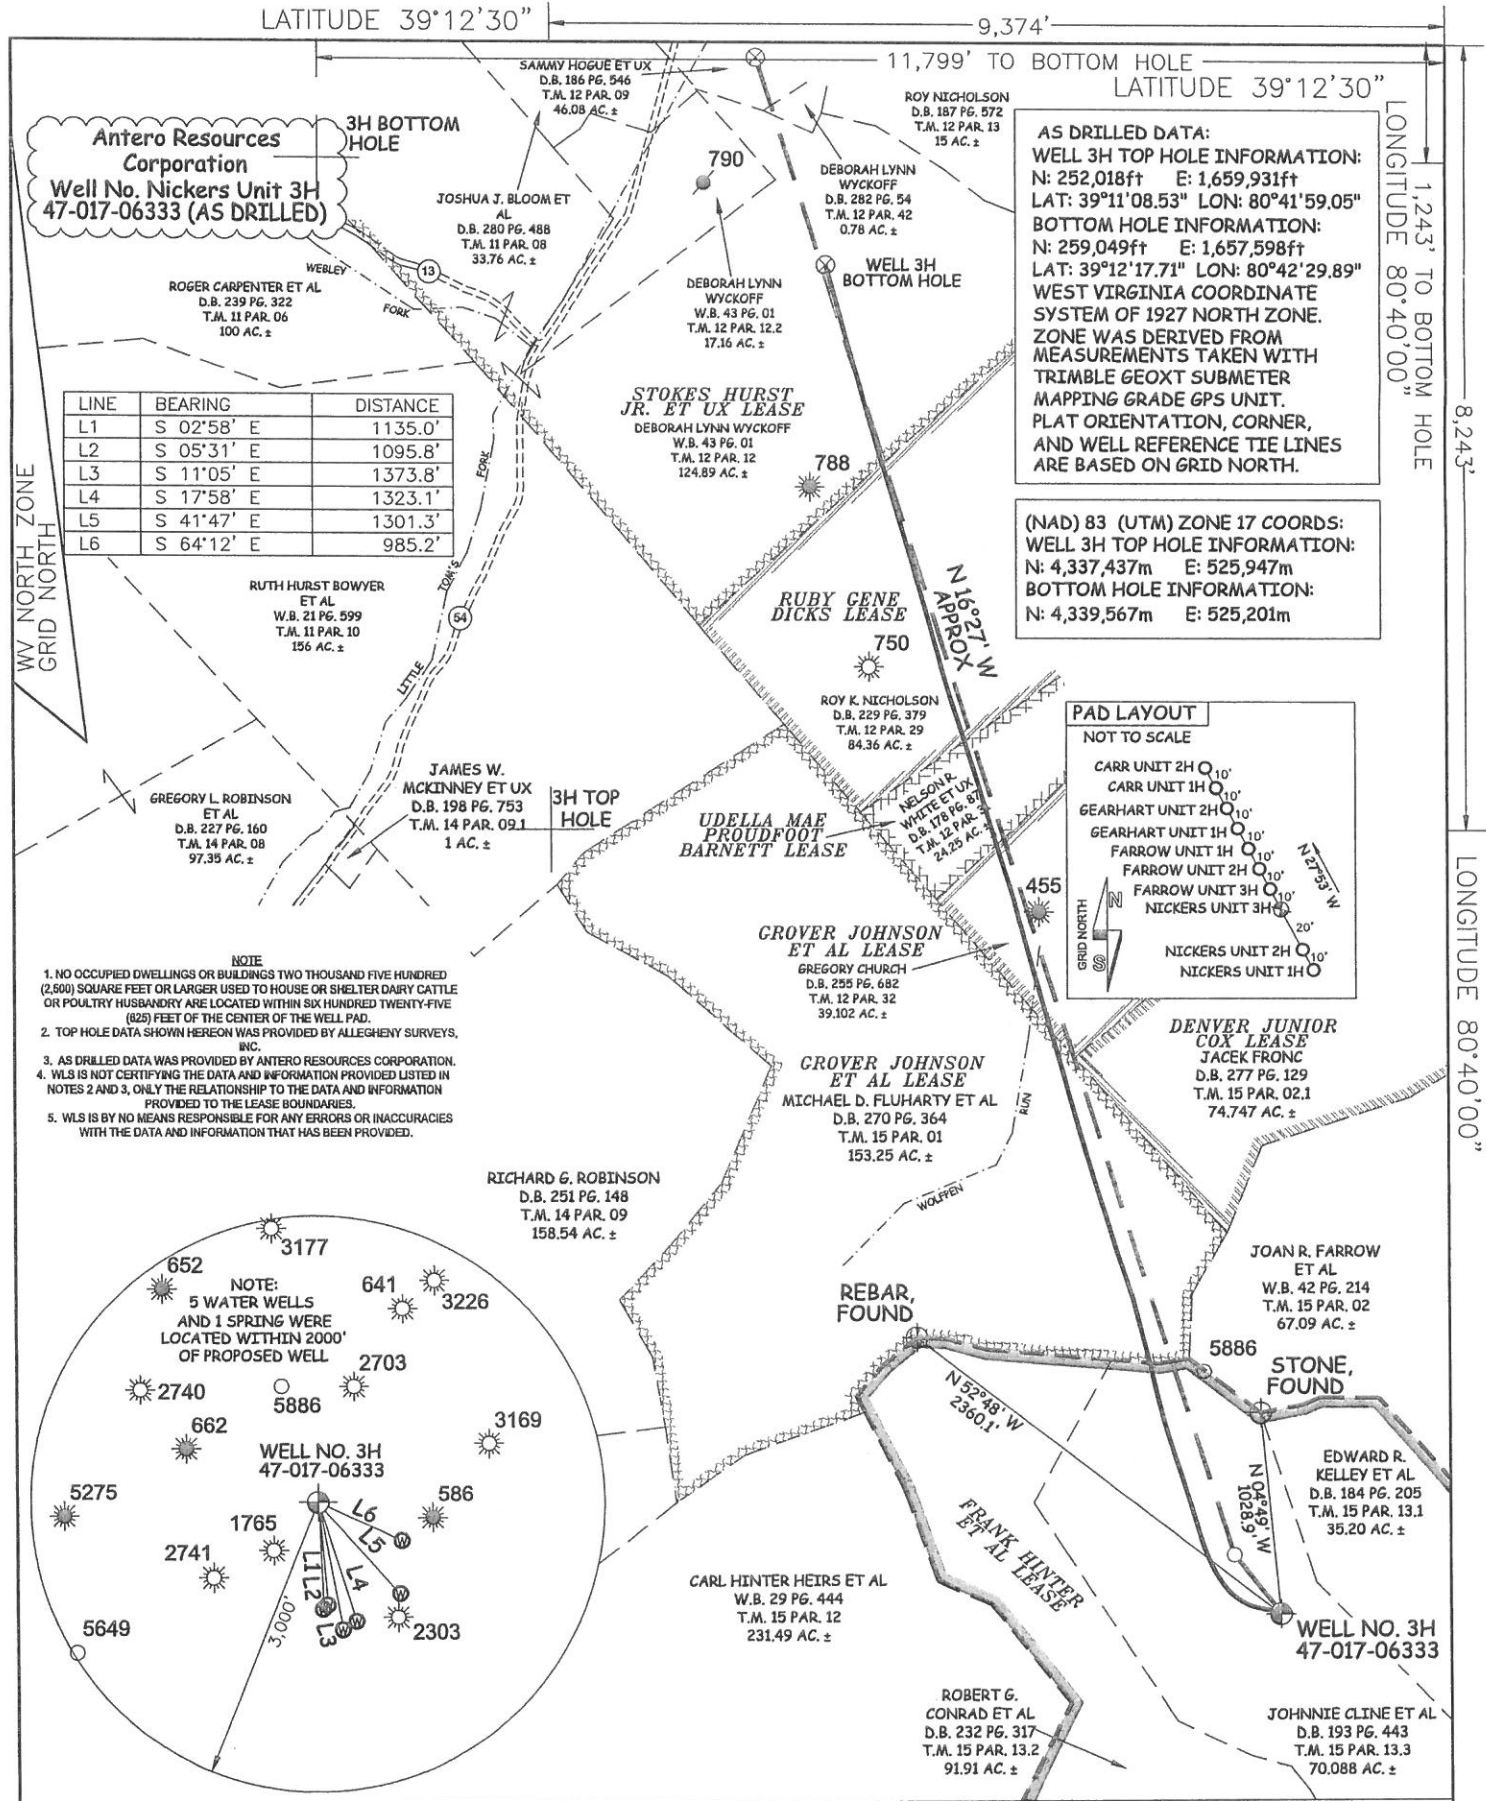 LATITUDE 39°12'30"
9,374'
11,799' TO BOTTOM HOLE
LATITUDE 39°12'30"
Antero Resources
Corporation
Well No. Nickers Unit 3H
47-017-06333 (AS DRILLED)
3H BOTTOM
HOLE
SAMMY HOGUE ET UX
D.B. 186 PG. 546
T.M. 12 PAR. 09
46.08 AC. ±
ROY NICHOLSON
D.B. 187 PG. 572
T.M. 12 PAR. 13
15 AC. ±
790
JOSHUA J. BLOOM ET
AL
D.B. 280 PG. 488
T.M. 11 PAR. 08
33.76 AC. ±
DEBORAH LYNN
WYCKOFF
D.B. 282 PG. 54
T.M. 12 PAR. 42
0.78 AC. ±
DEBORAH LYNN
WYCKOFF
W.B. 43 PG. 01
T.M. 12 PAR. 12.2
17.16 AC. ±
WELL 3H
BOTTOM HOLE
WEBLEY
FORK
13
ROGER CARPENTER ET AL
D.B. 239 PG. 322
T.M. 11 PAR. 06
100 AC. ±
AS DRILLED DATA:
WELL 3H TOP HOLE INFORMATION:
N: 252,018ft E: 1,659,931ft
LAT: 39°11'08.53" LON: 80°41'59.05"
BOTTOM HOLE INFORMATION:
N: 259,049ft E: 1,657,598ft
LAT: 39°12'17.71" LON: 80°42'29.89"
WEST VIRGINIA COORDINATE
SYSTEM OF 1927 NORTH ZONE.
ZONE WAS DERIVED FROM
MEASUREMENTS TAKEN WITH
TRIMBLE GEOXT SUBMETER
MAPPING GRADE GPS UNIT.
PLAT ORIENTATION, CORNER,
AND WELL REFERENCE TIE LINES
ARE BASED ON GRID NORTH.
LONGITUDE 80°40'00"
1,243' TO BOTTOM HOLE
8,243'
LINE BEARING DISTANCE
L1 S 02°58' E 1135.0'
L2 S 05°31' E 1095.8'
L3 S 11°05' E 1373.8'
L4 S 17°58' E 1323.1'
L5 S 41°47' E 1301.3'
L6 S 64°12' E 985.2'
WV NORTH ZONE
GRID NORTH
STOKES HURST
JR. ET UX LEASE
DEBORAH LYNN WYCKOFF
W.B. 43 PG. 01
T.M. 12 PAR. 12
124.89 AC. ±
788
(NAD) 83 (UTM) ZONE 17 COORDS:
WELL 3H TOP HOLE INFORMATION:
N: 4,337,437m E: 525,947m
BOTTOM HOLE INFORMATION:
N: 4,339,567m E: 525,201m
RUTH HURST BOWYER
ET AL
W.B. 21 PG. 599
T.M. 11 PAR. 10
156 AC. ±
LITTLE
TOM'S
FORK
54
RUBY GENE
DICKS LEASE
750
ROY K. NICHOLSON
D.B. 229 PG. 379
T.M. 12 PAR. 29
84.36 AC. ±
N 16°27' W
APPROX
PAD LAYOUT
NOT TO SCALE
CARR UNIT 2H
10'
CARR UNIT 1H
10'
GEARHART UNIT 2H
10'
GEARHART UNIT 1H
10'
FARROW UNIT 1H
10'
FARROW UNIT 2H
10'
FARROW UNIT 3H
10'
NICKERS UNIT 3H
20'
NICKERS UNIT 2H
10'
NICKERS UNIT 1H
N 27°53' W
GRID NORTH
N
S
GREGORY L. ROBINSON
ET AL
D.B. 227 PG. 160
T.M. 14 PAR. 08
97.35 AC. ±
JAMES W.
MCKINNEY ET UX
D.B. 198 PG. 753
T.M. 14 PAR. 09.1
1 AC. ±
3H TOP
HOLE
UDELLA MAE
PROUDFOOT
BARNETT LEASE
NELSON R.
WHITE ET UX
D.B. 178 PG. 87
T.M. 12 PAR.
24.25 AC. ±
455
LONGITUDE 80°40'00"
GROVER JOHNSON
ET AL LEASE
GREGORY CHURCH
D.B. 255 PG. 682
T.M. 12 PAR. 32
39.102 AC. ±
NOTE
1. NO OCCUPIED DWELLINGS OR BUILDINGS TWO THOUSAND FIVE HUNDRED
(2,500) SQUARE FEET OR LARGER USED TO HOUSE OR SHELTER DAIRY CATTLE
OR POULTRY HUSBANDRY ARE LOCATED WITHIN SIX HUNDRED TWENTY-FIVE
(625) FEET OF THE CENTER OF THE WELL PAD.
2. TOP HOLE DATA SHOWN HEREON WAS PROVIDED BY ALLEGHENY SURVEYS,
INC.
3. AS DRILLED DATA WAS PROVIDED BY ANTERO RESOURCES CORPORATION.
4. WLS IS NOT CERTIFYING THE DATA AND INFORMATION PROVIDED LISTED IN
NOTES 2 AND 3, ONLY THE RELATIONSHIP TO THE DATA AND INFORMATION
PROVIDED TO THE LEASE BOUNDARIES.
5. WLS IS BY NO MEANS RESPONSIBLE FOR ANY ERRORS OR INACCURACIES
WITH THE DATA AND INFORMATION THAT HAS BEEN PROVIDED.
GROVER JOHNSON
ET AL LEASE
MICHAEL D. FLUHARTY ET AL
D.B. 270 PG. 364
T.M. 15 PAR. 01
153.25 AC. ±
DENVER JUNIOR
COX LEASE
JACEK FRONC
D.B. 277 PG. 129
T.M. 15 PAR. 02.1
74.747 AC. ±
WOLFPEN
RUN
RICHARD G. ROBINSON
D.B. 251 PG. 148
T.M. 14 PAR. 09
158.54 AC. ±
JOAN R. FARROW
ET AL
W.B. 42 PG. 214
T.M. 15 PAR. 02
67.09 AC. ±
REBAR,
FOUND
5886
STONE,
FOUND
N 52°48' W
2360.1'
N 04°49' W
1028.9'
EDWARD R.
KELLEY ET AL
D.B. 184 PG. 205
T.M. 15 PAR. 13.1
35.20 AC. ±
FRANK HINTER
ET AL LEASE
CARL HINTER HEIRS ET AL
W.B. 29 PG. 444
T.M. 15 PAR. 12
231.49 AC. ±
WELL NO. 3H
47-017-06333
ROBERT G.
CONRAD ET AL
D.B. 232 PG. 317
T.M. 15 PAR. 13.2
91.91 AC. ±
JOHNNIE CLINE ET AL
D.B. 193 PG. 443
T.M. 15 PAR. 13.3
70.088 AC. ±
3177
652
641
3226
NOTE:
5 WATER WELLS
AND 1 SPRING WERE
LOCATED WITHIN 2000'
OF PROPOSED WELL
2703
2740
5886
662
3169
WELL NO. 3H
47-017-06333
5275
586
1765
2741
L6
L5
L4
L1
L2
L3
W
W
W
W
W
2303
5649
3,000'